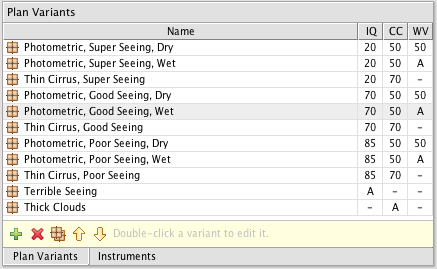 Plan Variants
Name IQ CC WV
Photometric, Super Seeing, Dry 20 50 50
Photometric, Super Seeing, Wet 20 50 A
Thin Cirrus, Super Seeing 20 70 –
Photometric, Good Seeing, Dry 70 50 50
Photometric, Good Seeing, Wet 70 50 A
Thin Cirrus, Good Seeing 70 70 –
Photometric, Poor Seeing, Dry 85 50 50
Photometric, Poor Seeing, Wet 85 50 A
Thin Cirrus, Poor Seeing 85 70 –
Terrible Seeing A – –
Thick Clouds – A –
Double-click a variant to edit it.
Plan Variants Instruments